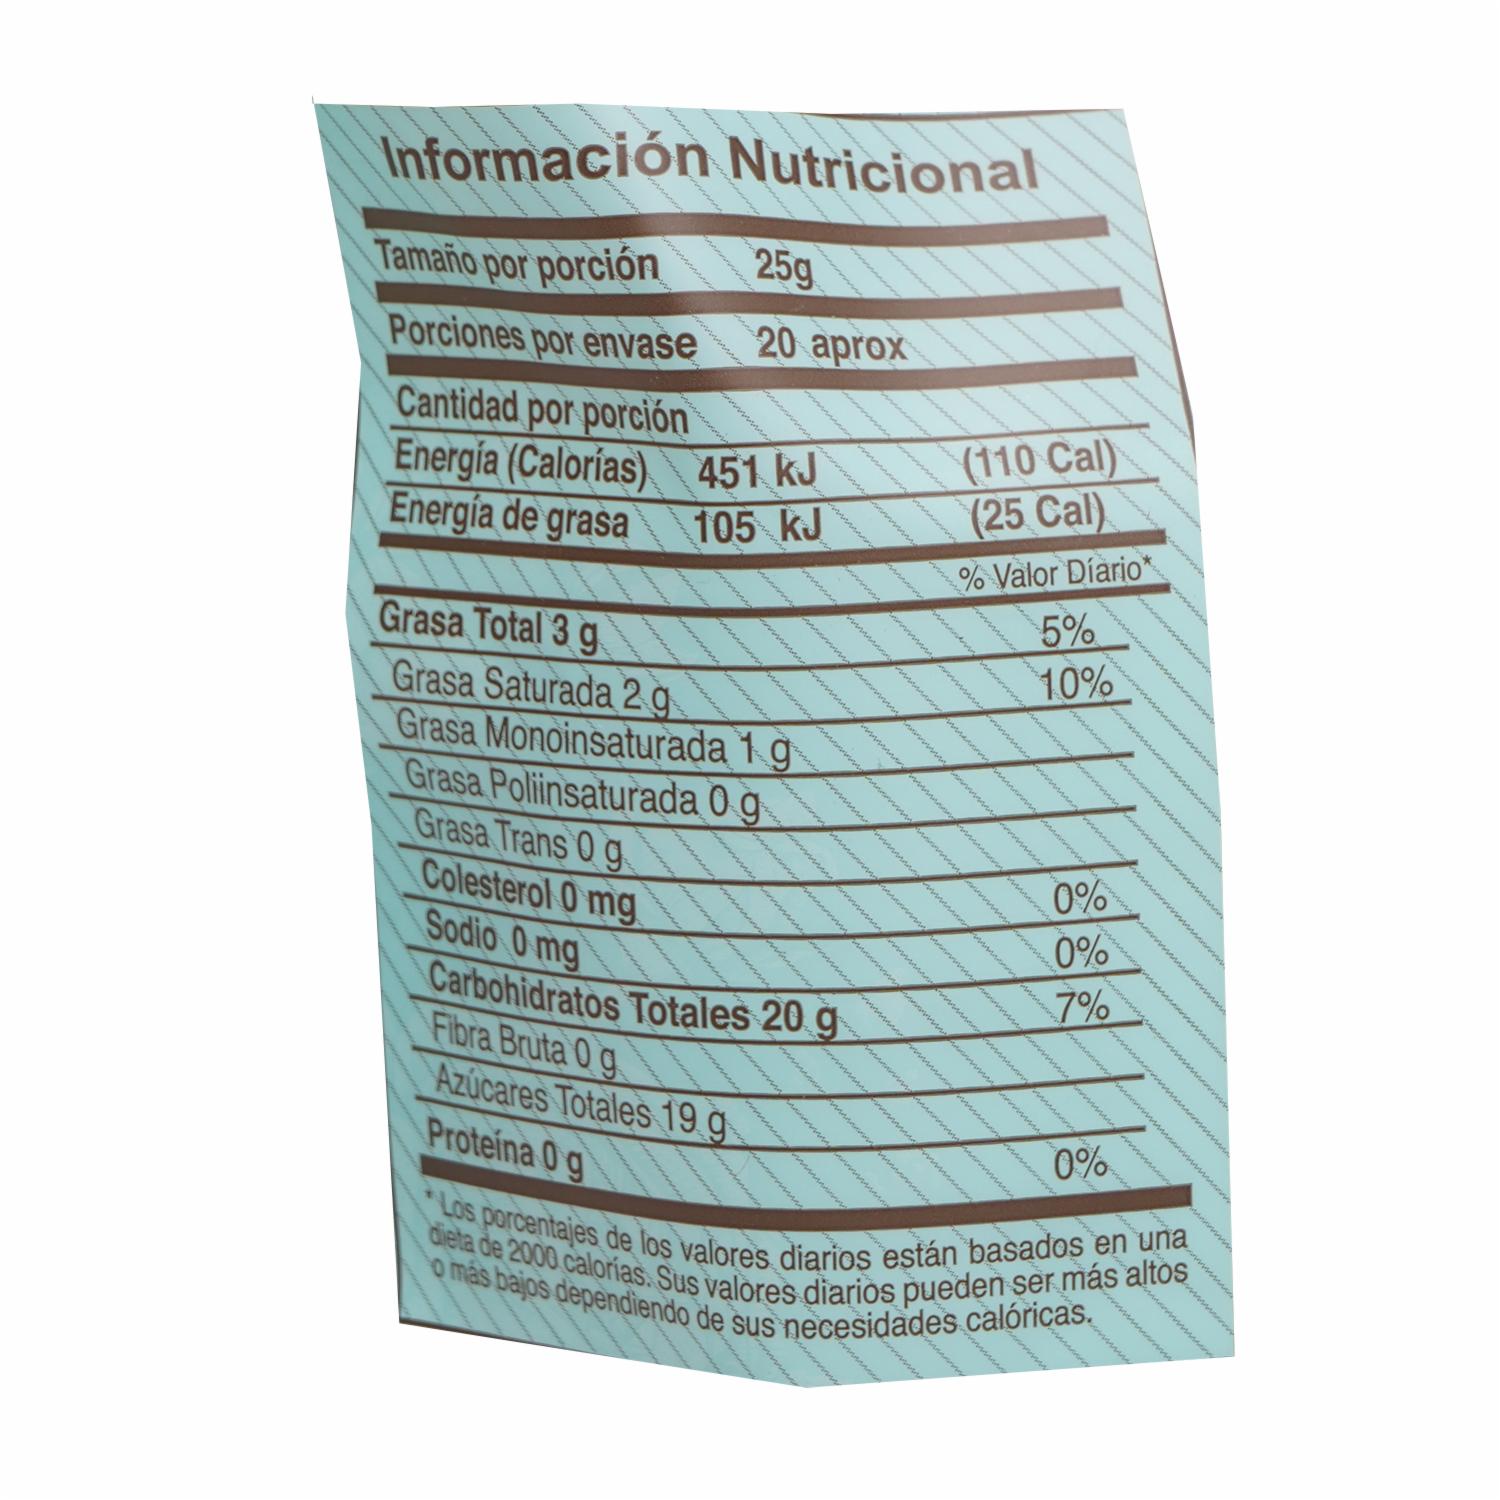 Información Nutricional
Tamaño por porción 25g
Porciones por envase 20 aprox
Cantidad por porción
Energía (Calorías) 451 kJ (110 Cal)
Energía de grasa 105 kJ (25 Cal)
% Valor Díario*
Grasa Total 3 g 5%
Grasa Saturada 2 g 10%
Grasa Monoinsaturada 1 g
Grasa Poliinsaturada 0 g
Grasa Trans 0 g
Colesterol 0 mg 0%
Sodio 0 mg 0%
Carbohidratos Totales 20 g 7%
Fibra Bruta 0 g
Azúcares Totales 19 g
Proteína 0 g 0%
* Los porcentajes de los valores diarios están basados en una
dieta de 2000 calorías. Sus valores diarios pueden ser más altos
o más bajos dependiendo de sus necesidades calóricas.